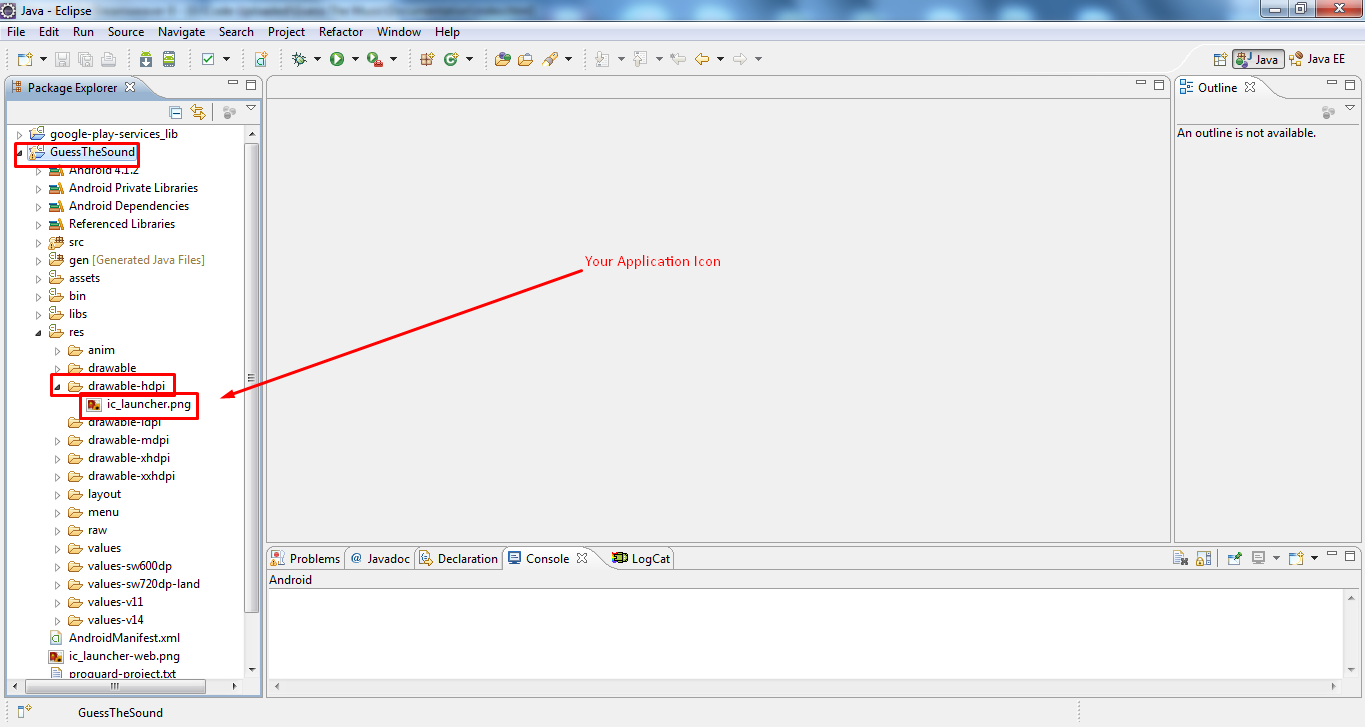 Java - Eclipse
File Edit Run Source Navigate Search Project Refactor Window Help
Java Java EE
Package Explorer
Outline
google-play-services_lib
An outline is not available.
GuessTheSound
Android 4.1.2
Android Private Libraries
Android Dependencies
Referenced Libraries
src
gen [Generated Java Files]
Your Application Icon
assets
bin
libs
res
anim
drawable
drawable-hdpi
ic_launcher.png
drawable-ldpi
drawable-mdpi
drawable-xhdpi
drawable-xxhdpi
layout
menu
raw
values
values-sw600dp
values-sw720dp-land
values-v11
values-v14
AndroidManifest.xml
ic_launcher-web.png
proguard-project.txt
Problems @ Javadoc Declaration Console LogCat
Android
GuessTheSound